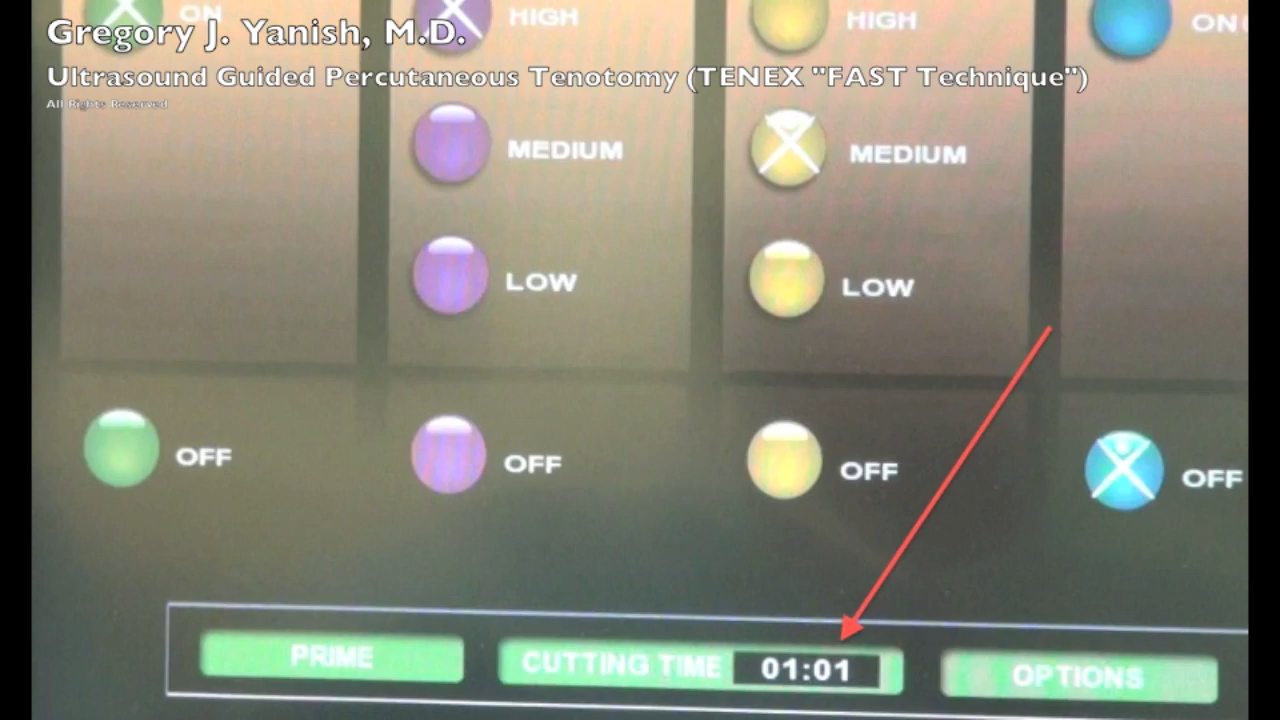 ON
HIGH
HIGH
ON
Gregory J. Yanish, M.D.
Ultrasound Guided Percutaneous Tenotomy (TENEX "FAST Technique")
All Rights Reserved
MEDIUM
MEDIUM
LOW
LOW
OFF
OFF
OFF
OFF
PRIME
CUTTING TIME 01:01
OPTIONS